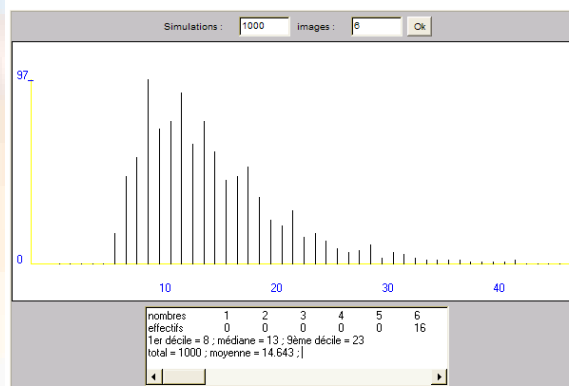 Simulations : 1000 images : 6 Ok
97_
0
10 20 30 40
nombres 1 2 3 4 5 6
effectifs 0 0 0 0 0 16
1er décile = 8 ; médiane = 13 ; 9ème décile = 23
total = 1000 ; moyenne = 14.643 ;